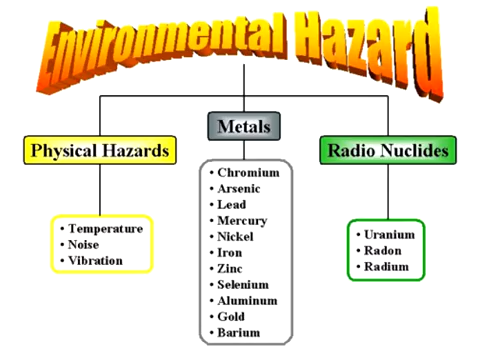 Environmental Hazard
Metals
Physical Hazards
Radio Nuclides
• Temperature
• Noise
• Vibration
• Chromium
• Arsenic
• Lead
• Mercury
• Nickel
• Iron
• Zinc
• Selenium
• Aluminum
• Gold
• Barium
• Uranium
• Radon
• Radium